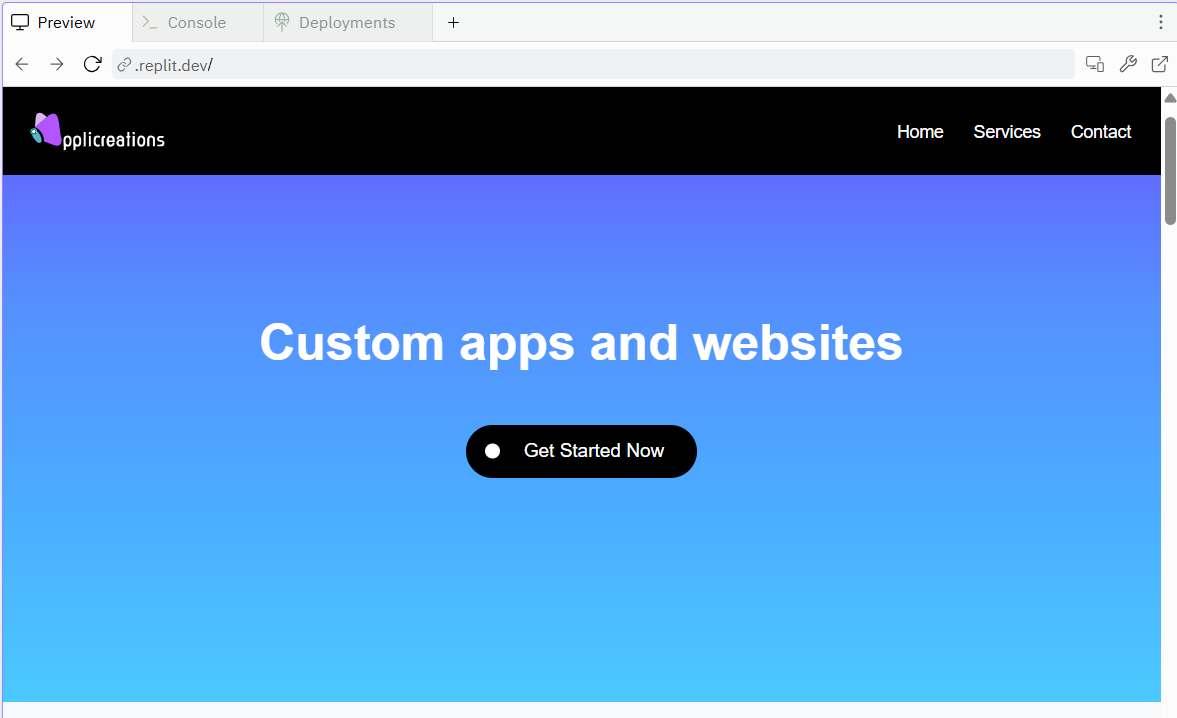 Preview Console Deployments
.replit.dev/
pplicreations Home Services Contact
Custom apps and websites
Get Started Now